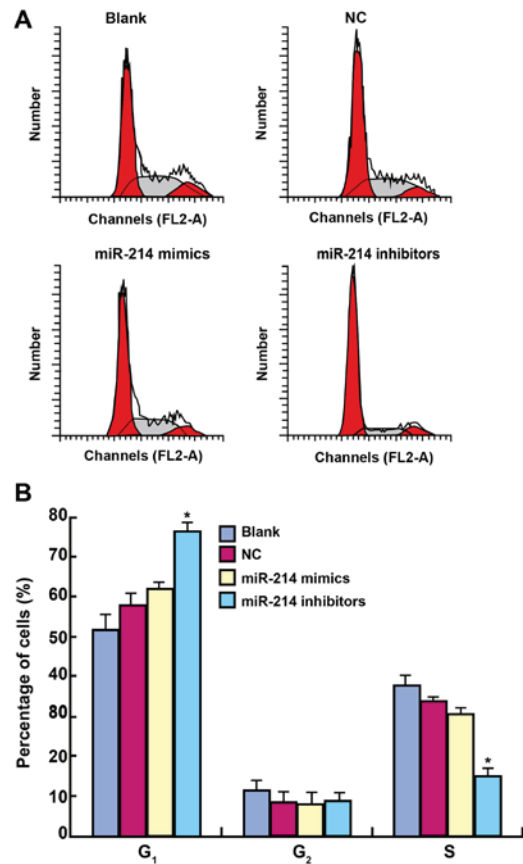 A
Blank
NC
Number
Number
Channels (FL2-A)
Channels (FL2-A)
miR-214 mimics
miR-214 inhibitors
Number
Number
Channels (FL2-A)
Channels (FL2-A)
B
Percentage of cells (%)
80
70
60
50
40
80
20
10
0
*
Blank
NC
miR-214 mimics
miR-214 inhibitors
*
G1
G2
S